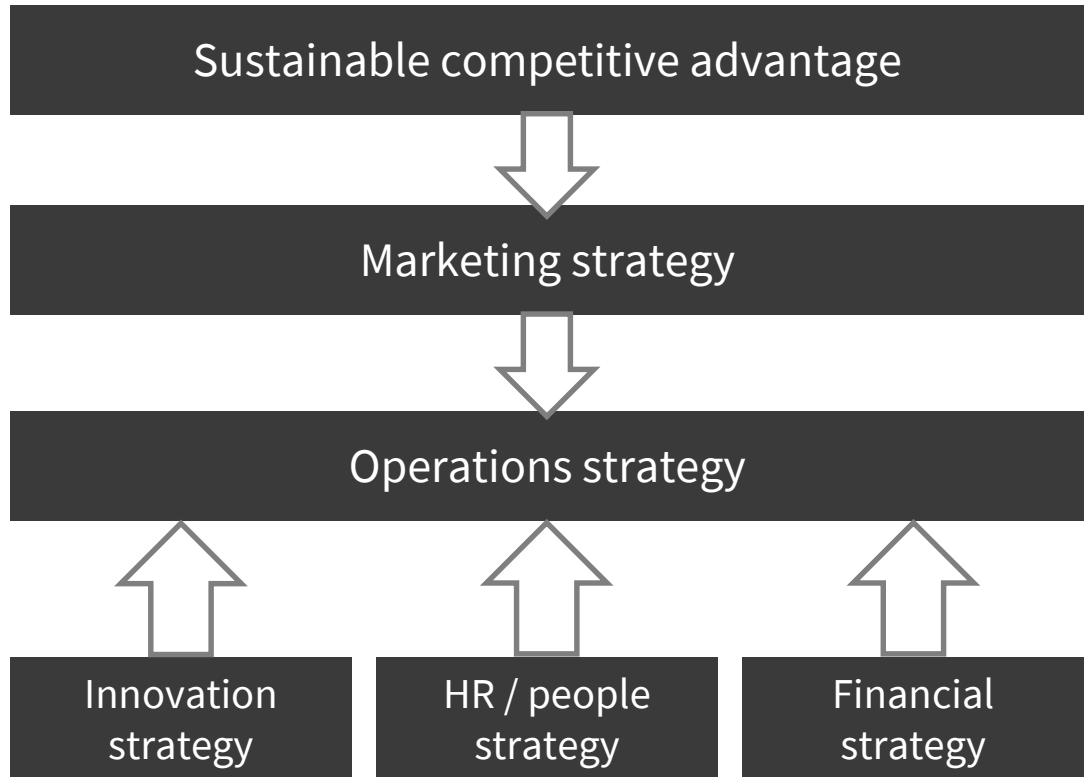 Sustainable competitive advantage
Marketing strategy
Operations strategy
Innovation
strategy
HR / people
strategy
Financial
strategy